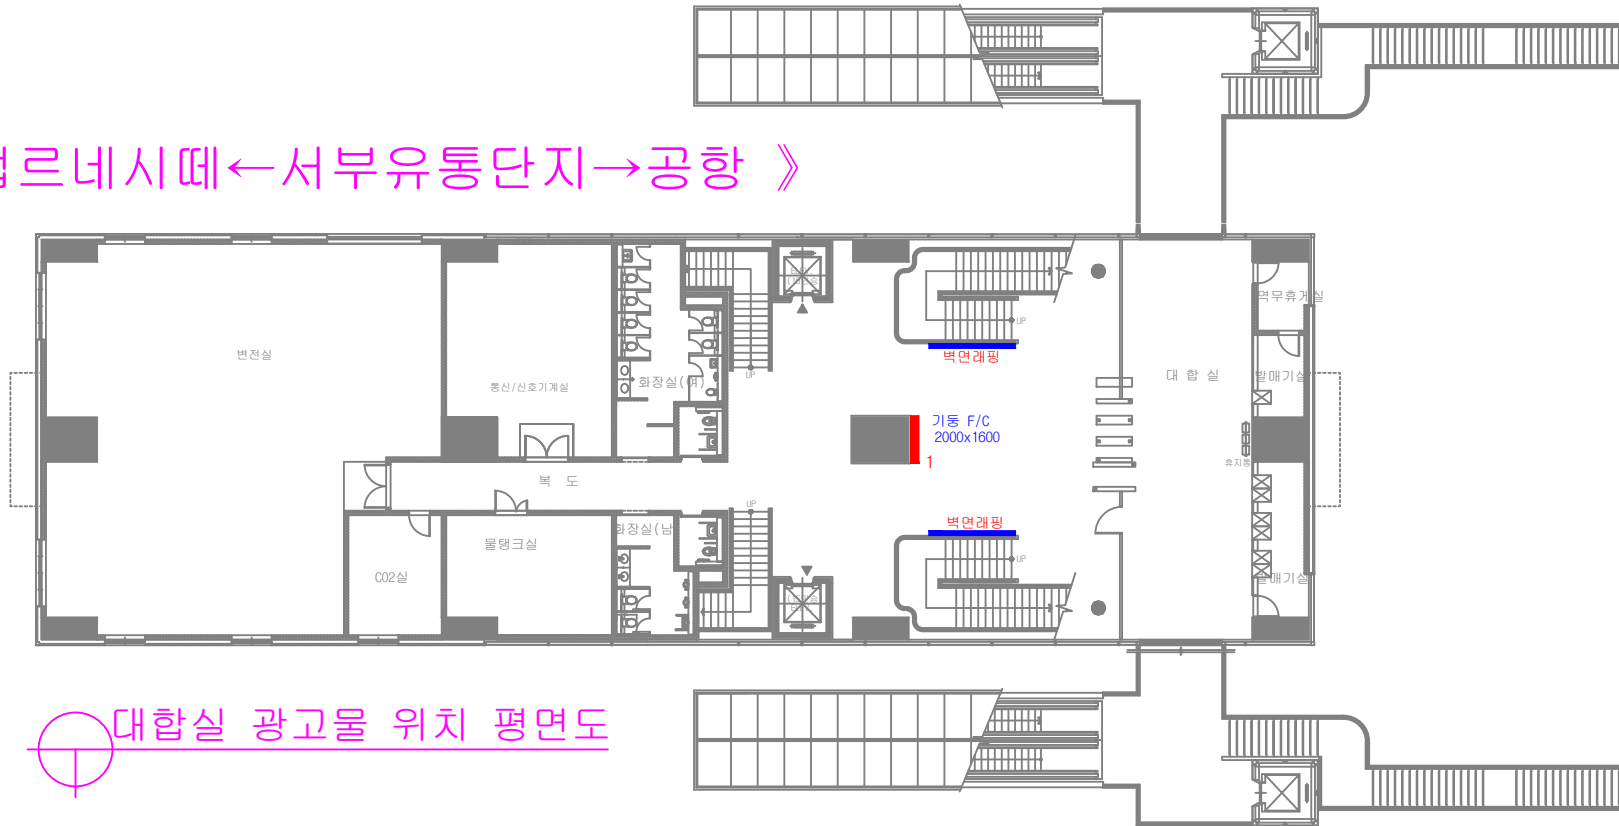 르네시떼←서부유통단지→공항 》
변전실
통신/신호기계실
화장실(여)
UP
UP
역무휴게실
벽면래핑
대 합 실
발매기실
기둥 F/C
2000x1600
1
휴지통
복 도
UP
벽면래핑
화장실(남
물탱크실
UP
CO2실
발매기실
대합실 광고물 위치 평면도